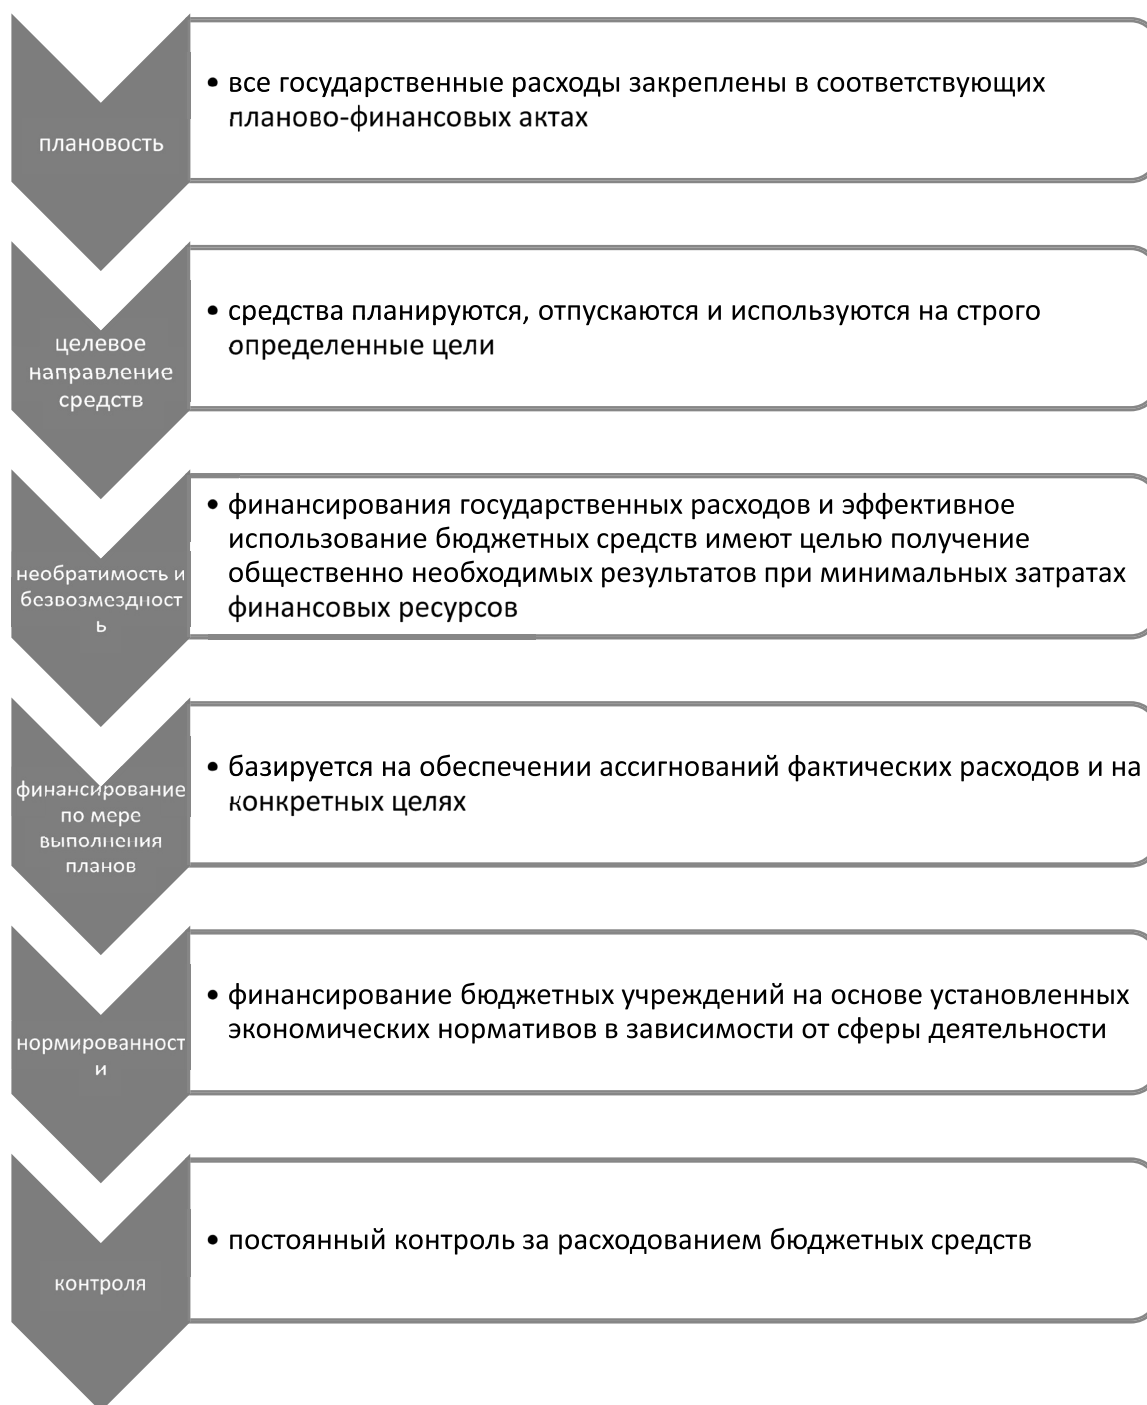 плановость
• все государственные расходы закреплены в соответствующих
планово-финансовых актах
целевое
направление
средств
• средства планируются, отпускаются и используются на строго
определенные цели
необратимость и
безвозмездност
ь
• финансирования государственных расходов и эффективное
использование бюджетных средств имеют целью получение
общественно необходимых результатов при минимальных затратах
финансовых ресурсов
финансирование
по мере
выполнения
планов
• базируется на обеспечении ассигнований фактических расходов и на
конкретных целях
нормированност
и
• финансирование бюджетных учреждений на основе установленных
экономических нормативов в зависимости от сферы деятельности
контроля
• постоянный контроль за расходованием бюджетных средств